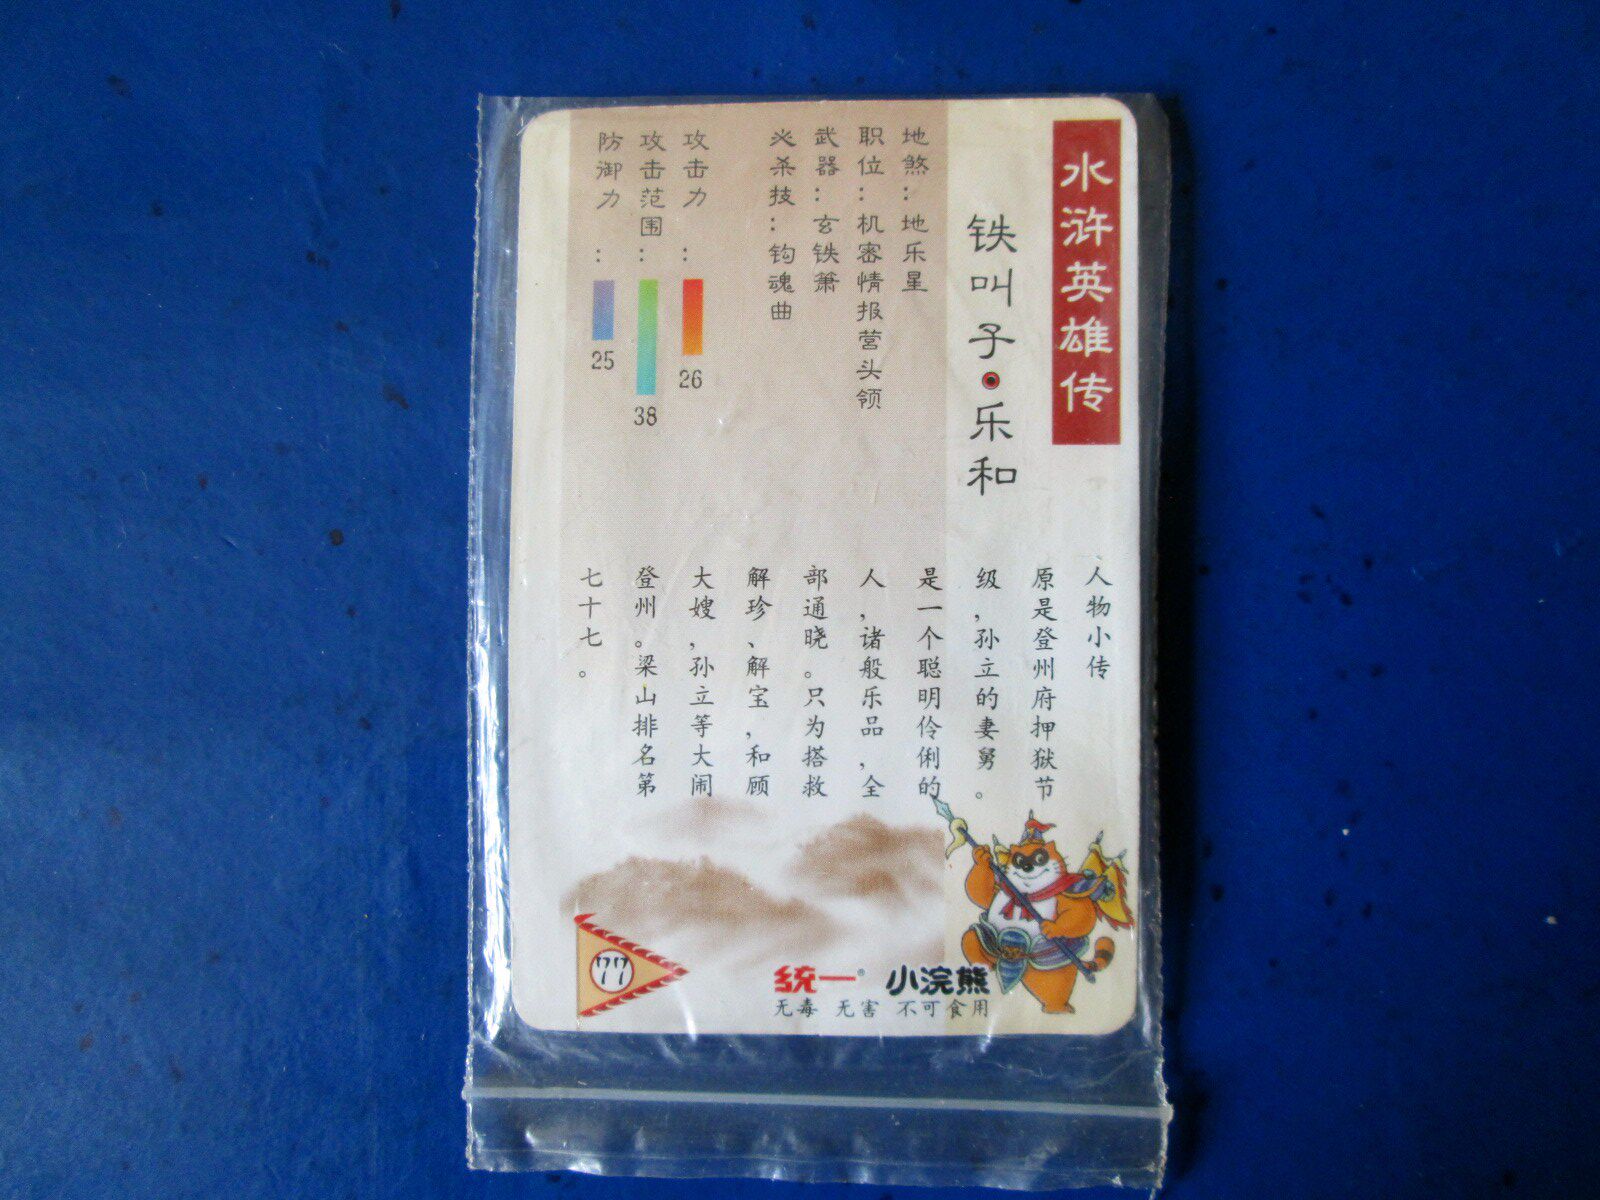 水浒英雄传
铁叫子·乐和
地煞：地乐星
职位：机密情报营头领
武器：玄铁箫
必杀技：钩魂曲
攻击力：26
攻击范围：38
防御力：25
人物小传
原是登州府押狱节
级，孙立的妻舅。
是一个聪明伶俐的
人，诸般乐品，全
部通晓。只为搭救
解珍、解宝，和顾
大嫂，孙立等大闹
登州。梁山排名第
七十七。
77
统一® 小浣熊
无毒 无害 不可食用